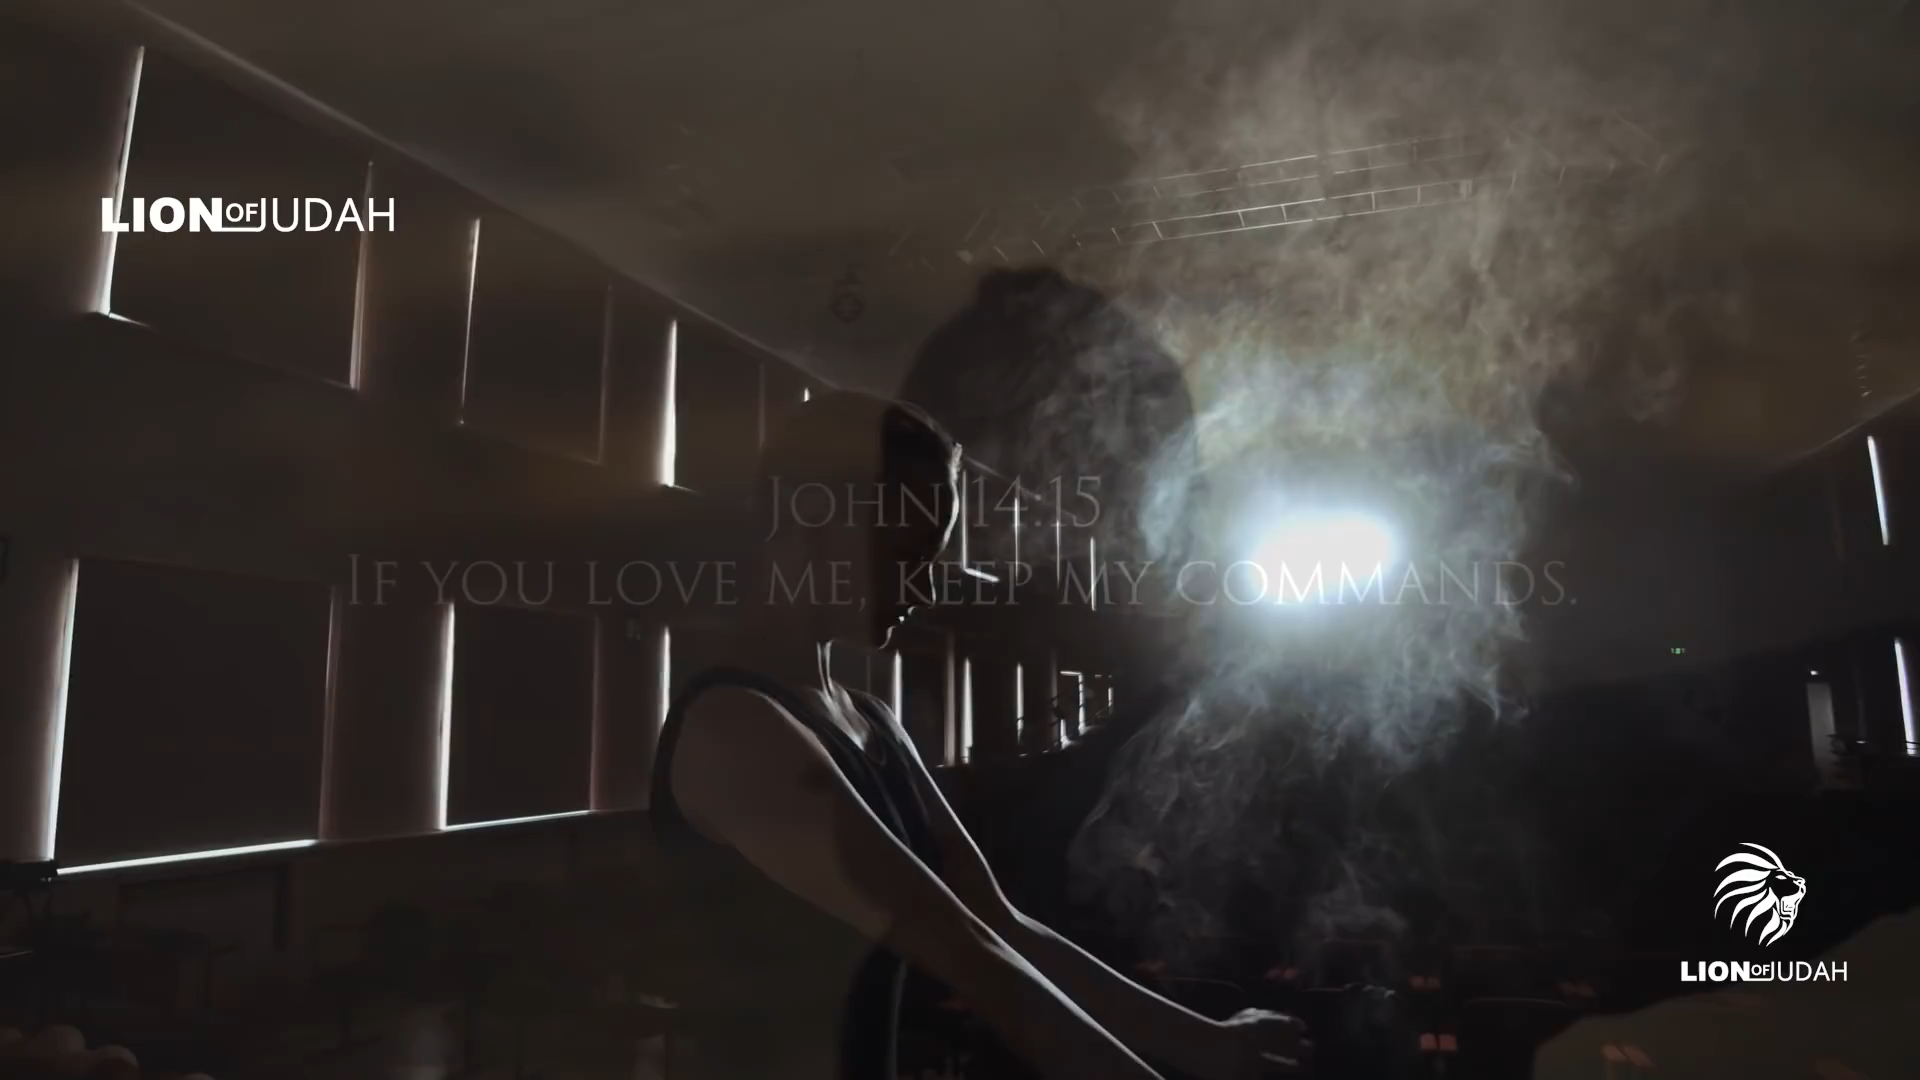 LION OF JUDAH
JOHN 14:15
IF YOU LOVE ME, KEEP MY COMMANDS.
LION OF JUDAH